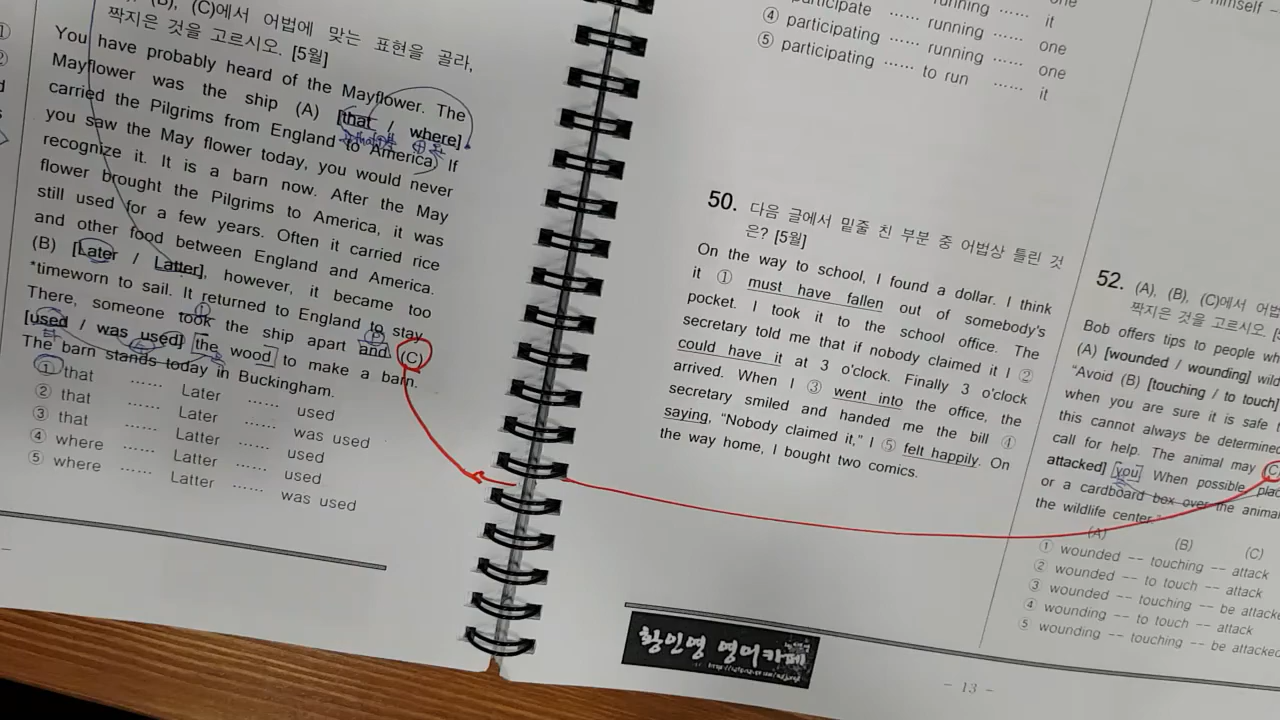 (C)에서 어법에 맞는 표현을 골라,
짝지은 것을 고르시오. [5월]
You have probably heard of the Mayflower. The
Mayflower was the ship (A) [that / where]
carried the Pilgrims from England to America. If
you saw the May flower today, you would never
recognize it. It is a barn now. After the May
flower brought the Pilgrims to America, it was
still used for a few years. Often it carried rice
and other food between England and America.
(B) [Later / Latter], however, it became too
*timeworn to sail. It returned to England to stay.
There, someone took the ship apart and. (C)
[used / was used] [the wood] to make a barn.
The barn stands today in Buckingham.
① that ...... Later ...... used
② that ...... Later ...... was used
③ that ...... Latter ...... used
④ where ...... Latter ...... used
⑤ where ...... Latter ...... was used
participate ...... running ...... it
④ participating ...... running ...... one
⑤ participating ...... to run ...... it
50. 다음 글에서 밑줄 친 부분 중 어법상 틀린 것
은? [5월]
On the way to school, I found a dollar. I think
it ① must have fallen out of somebody's
pocket. I took it to the school office. The
secretary told me that if nobody claimed it I ②
could have it at 3 o'clock. Finally 3 o'clock
arrived. When I ③ went into the office, the
secretary smiled and handed me the bill ④
saying, “Nobody claimed it,” I ⑤ felt happily. On
the way home, I bought two comics.
황인영 영어카페
- 13 -
himself
52. (A), (B), (C)에서 어법
짝지은 것을 고르시오.
Bob offers tips to people
(A) [wounded / wounding] wild
“Avoid (B) [touching / to touch]
when you are sure it is safe
this cannot always be determined
call for help. The animal may (C)
attacked] [you] When possible, plac
or a cardboard box over the animal
the wildlife center.”
(A) (B) (C)
① wounded -- touching -- attack
② wounded -- to touch -- attack
③ wounded -- touching -- be attacke
④ wounding -- to touch -- attack
⑤ wounding -- touching -- be attacked